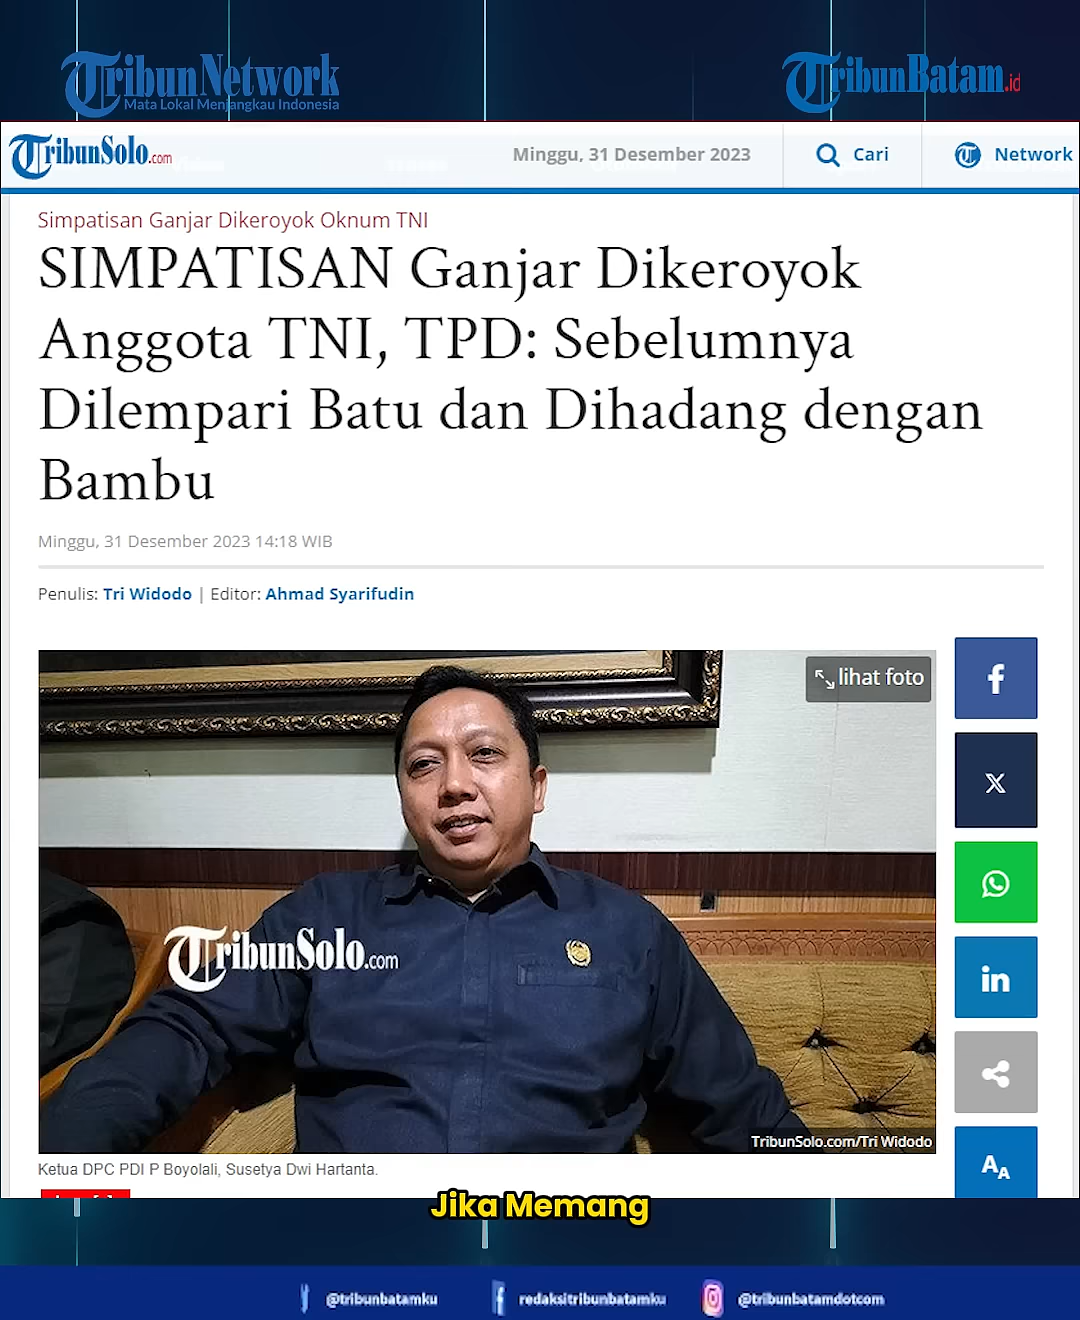 TribunNetwork
Mata Lokal Menjangkau Indonesia
TribunBatam.id
TribunSolo.com
Minggu, 31 Desember 2023
Cari
Network
Simpatisan Ganjar Dikeroyok Oknum TNI
SIMPATISAN Ganjar Dikeroyok
Anggota TNI, TPD: Sebelumnya
Dilempari Batu dan Dihadang dengan
Bambu
Minggu, 31 Desember 2023 14:18 WIB
Penulis: Tri Widodo | Editor: Ahmad Syarifudin
lihat foto
TribunSolo.com
TribunSolo.com/Tri Widodo
Ketua DPC PDI P Boyolali, Susetya Dwi Hartanta.
AA
Jika Memang
@tribunbatamku
redaksitribunbatamku
@tribunbatamdotcom